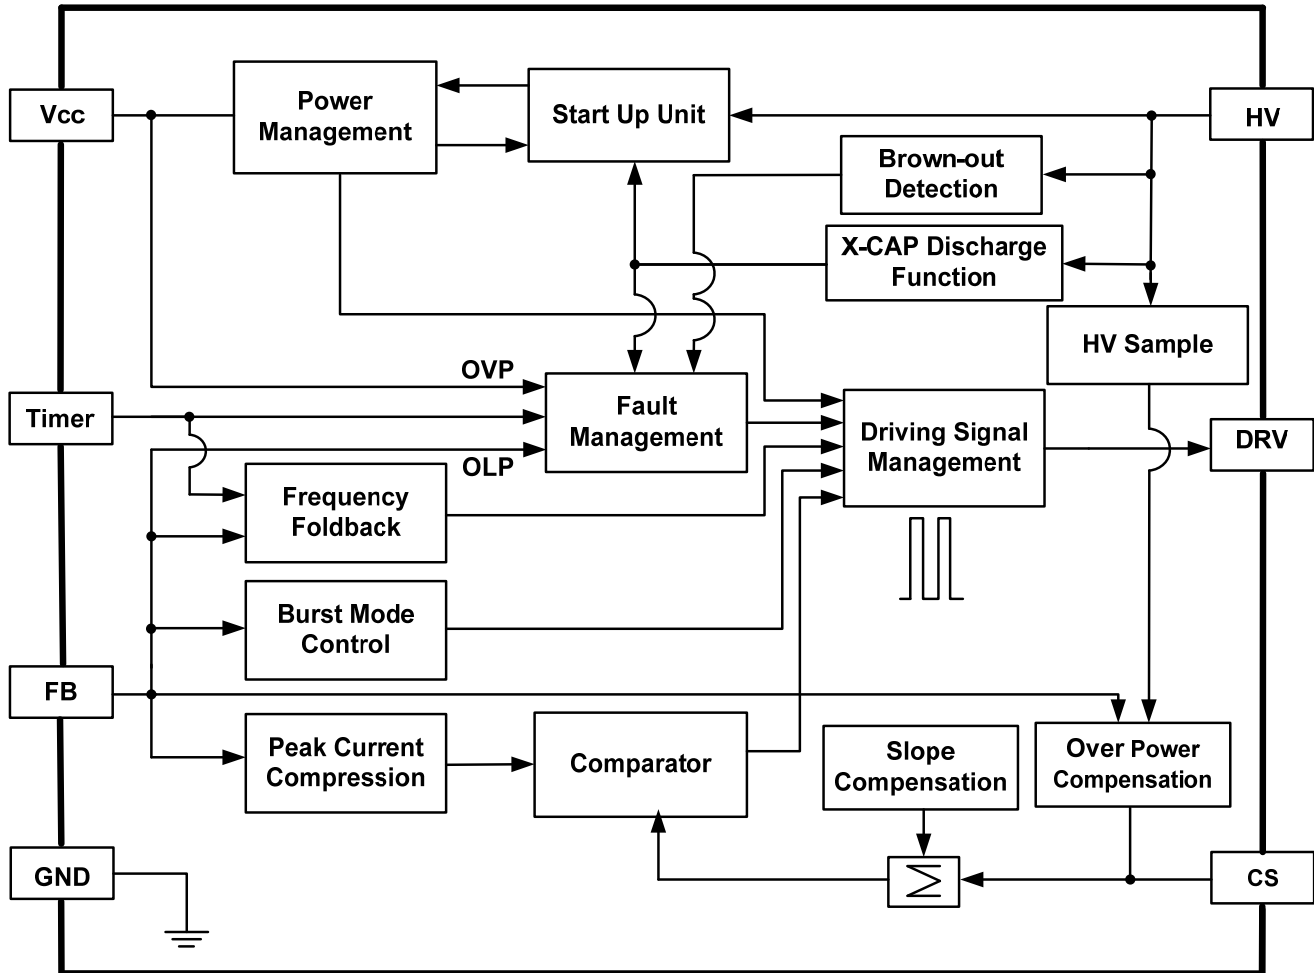 Vcc
Power
Management
Start Up Unit
HV
Brown-out
Detection
X-CAP Discharge
Function
HV Sample
OVP
Timer
Fault
Management
Driving Signal
Management
DRV
OLP
Frequency
Foldback
Burst Mode
Control
FB
Peak Current
Compression
Comparator
Slope
Compensation
Over Power
Compensation
GND
Σ
CS